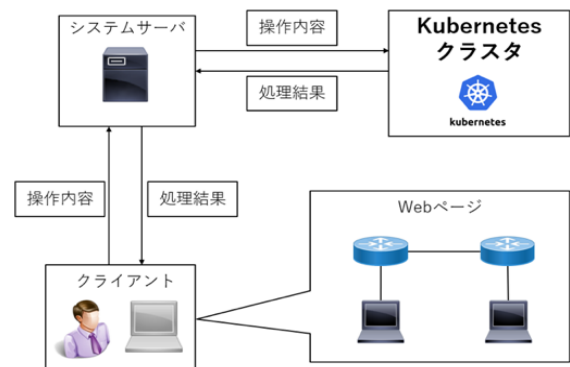 システムサーバ
操作内容
処理結果
Kubernetes
クラスタ
kubernetes
操作内容
処理結果
クライアント
Webページ